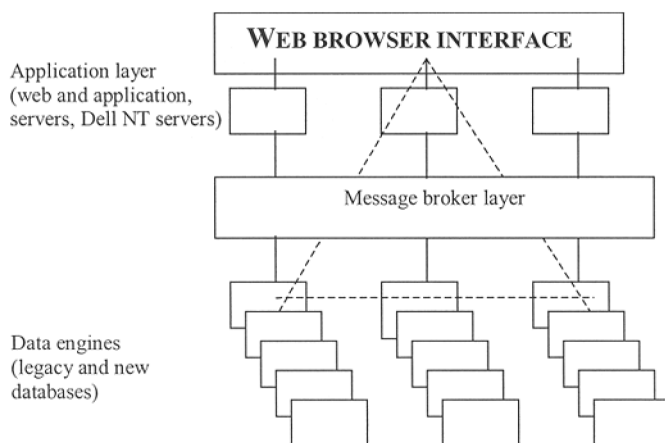 WEB BROWSER INTERFACE
Application layer
(web and application,
servers, Dell NT servers)
Message broker layer
Data engines
(legacy and new
databases)